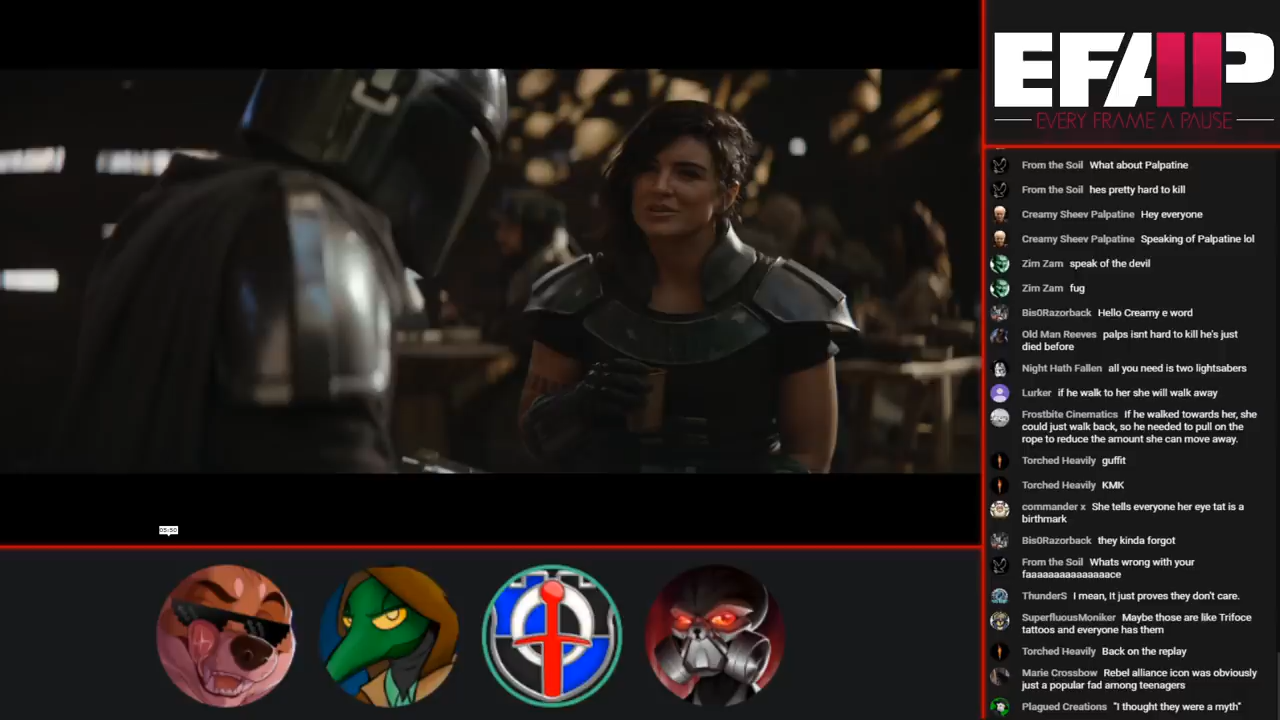 EFAP
EVERY FRAME A PAUSE
From the Soil What about Palpatine
From the Soil hes pretty hard to kill
Creamy Sheev Palpatine Hey everyone
Creamy Sheev Palpatine Speaking of Palpatine lol
Zim Zam speak of the devil
Zim Zam fug
Bis0Razorback Hello Creamy e word
Old Man Reeves palps isnt hard to kill he's just
died before
Night Hath Fallen all you need is two lightsabers
Lurker if he walk to her she will walk away
Frostbite Cinematics If he walked towards her, she
could just walk back, so he needed to pull on the
rope to reduce the amount she can move away.
Torched Heavily guffit
Torched Heavily KMK
commander x She tells everyone her eye tat is a
birthmark
Bis0Razorback they kinda forgot
From the Soil Whats wrong with your
faaaaaaaaaaaaaaace
ThunderS I mean, It just proves they don't care.
SuperfluousMoniker Maybe those are like Trifoce
tattoos and everyone has them
Torched Heavily Back on the replay
Marie Crossbow Rebel alliance icon was obviously
just a popular fad among teenagers
Plagued Creations "I thought they were a myth"
05:50